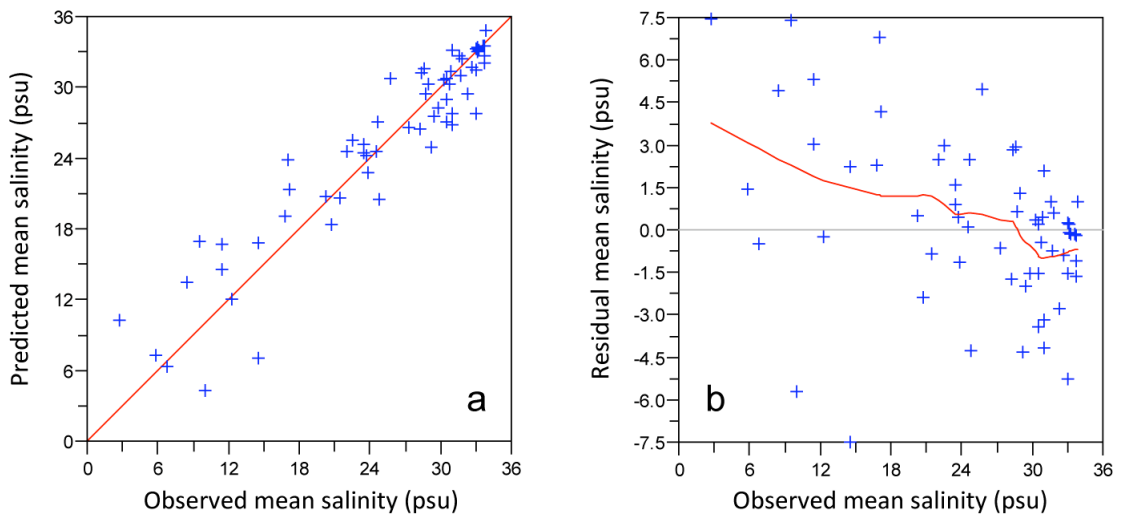 36
30
24
18
12
6
0
Predicted mean salinity (psu)
a
0 6 12 18 24 30 36
Observed mean salinity (psu)
7.5
6.0
4.5
3.0
1.5
0.0
-1.5
-3.0
-4.5
-6.0
-7.5
Residual mean salinity (psu)
b
0 6 12 18 24 30 36
Observed mean salinity (psu)